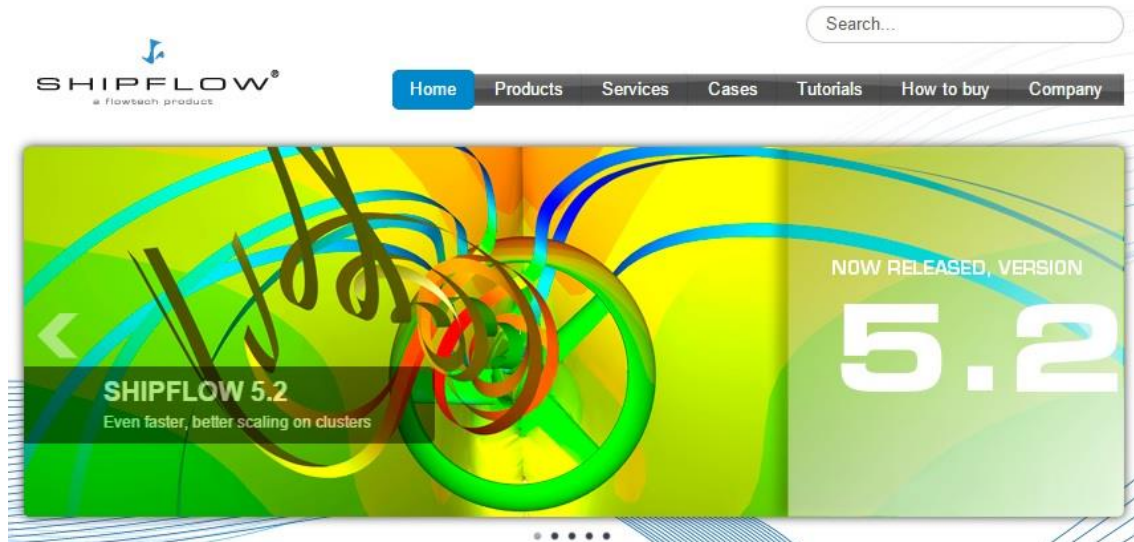 Search...
SHIPFLOW®
a flowtech product
Home Products Services Cases Tutorials How to buy Company
NOW RELEASED, VERSION
5.2
SHIPFLOW 5.2
Even faster, better scaling on clusters